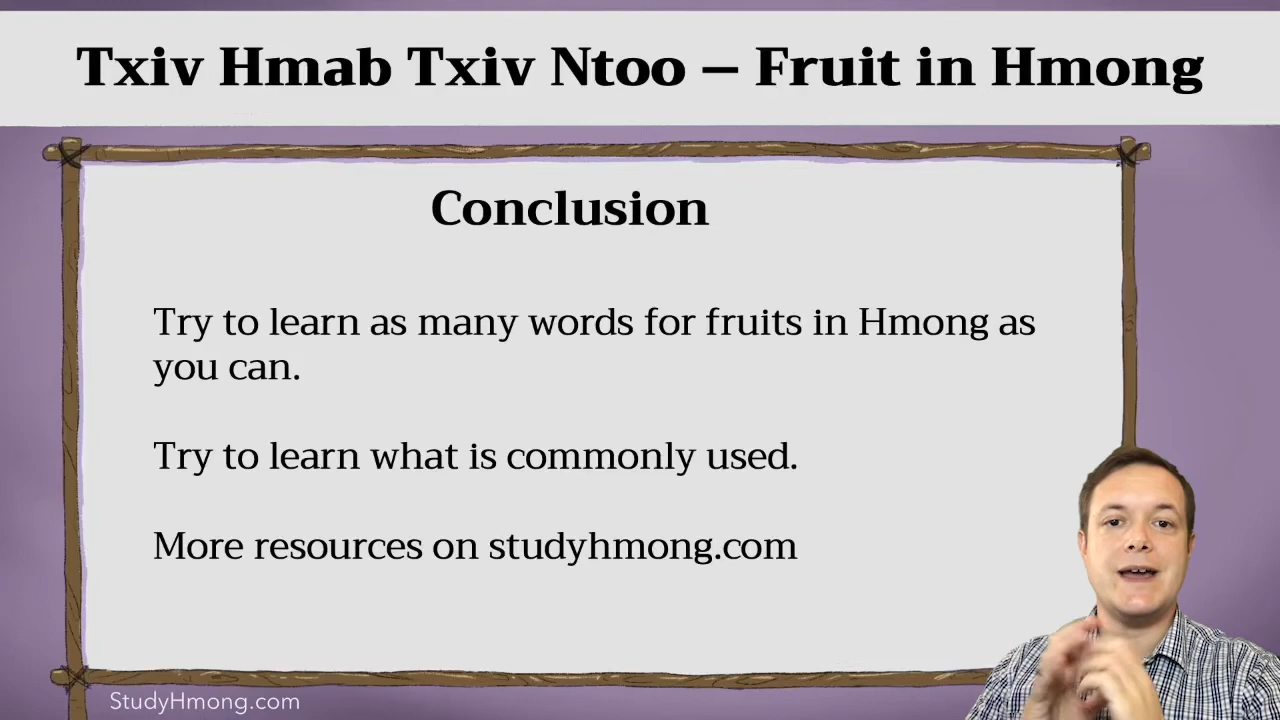 Txiv Hmab Txiv Ntoo – Fruit in Hmong
Conclusion
Try to learn as many words for fruits in Hmong as
you can.
Try to learn what is commonly used.
More resources on studyhmong.com
StudyHmong.com